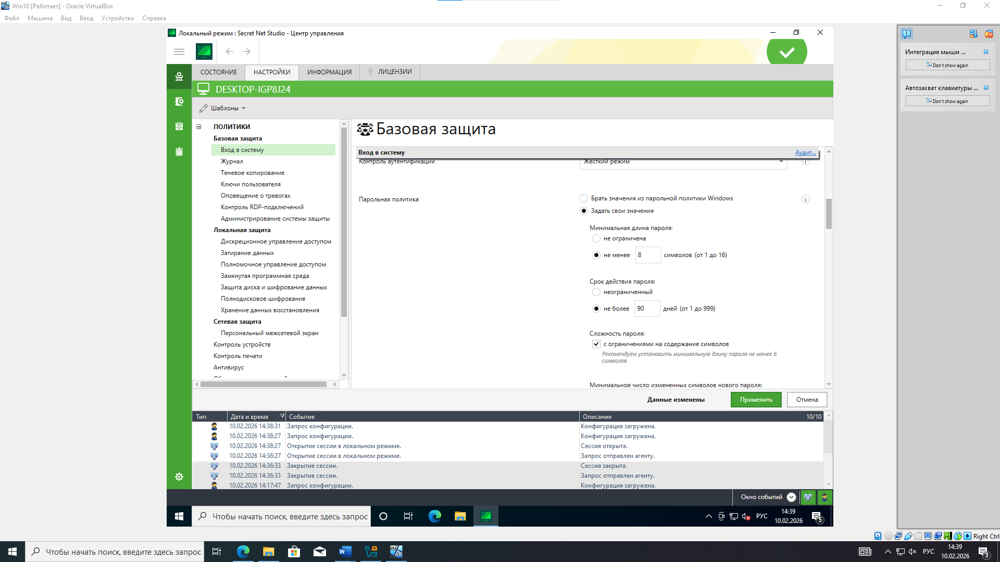 Win10 [Работает] - Oracle VirtualBox
Файл Машина Вид Ввод Устройства Справка
Локальный режим : Secret Net Studio - Центр управления
СОСТОЯНИЕ НАСТРОЙКИ ИНФОРМАЦИЯ ЛИЦЕНЗИИ
DESKTOP-IGP8J24
Шаблоны
ПОЛИТИКИ
Базовая защита
Вход в систему
Журнал
Теневое копирование
Ключи пользователя
Оповещение о тревогах
Контроль RDP-подключений
Администрирование системы защиты
Локальная защита
Дискреционное управление доступом
Затирание данных
Полномочное управление доступом
Замкнутая программная среда
Защита диска и шифрование данных
Полнодисковое шифрование
Хранение данных восстановления
Сетевая защита
Персональный межсетевой экран
Контроль устройств
Контроль печати
Антивирус
Базовая защита
Вход в систему Аудит...
Контроль аутентификации Жесткий режим
Парольная политика
Брать значения из парольной политики Windows
Задать свои значения
Минимальная длина пароля:
не ограничена
не менее 8 символов (от 1 до 16)
Срок действия пароля:
неограниченный
не более 90 дней (от 1 до 999)
Сложность пароля:
с ограничениями на содержание символов
Рекомендуем установить минимальную длину пароля не менее 6
символов
Минимальное число измененных символов нового пароля:
Данные изменены Применить Отмена
Тип Дата и время Событие Описание 10/10
10.02.2026 14:38:31 Запрос конфигурации. Конфигурация загружена.
10.02.2026 14:38:27 Запрос конфигурации. Конфигурация загружена.
10.02.2026 14:38:27 Открытие сессии в локальном режиме. Сессия открыта.
10.02.2026 14:38:27 Открытие сессии в локальном режиме. Запрос отправлен агенту.
10.02.2026 14:36:33 Закрытие сессии. Сессия закрыта.
10.02.2026 14:36:33 Закрытие сессии. Запрос отправлен агенту.
10.02.2026 14:17:47 Запрос конфигурации. Конфигурация загружена.
Окно событий
Чтобы начать поиск, введите здесь запрос
РУС
14:39
10.02.2026
5
Интеграция мыши ...
Don't show again
Автозахват клавиатуры ...
Don't show again
Right Ctrl
Чтобы начать поиск, введите здесь запрос
РУС
14:39
10.02.2026
3